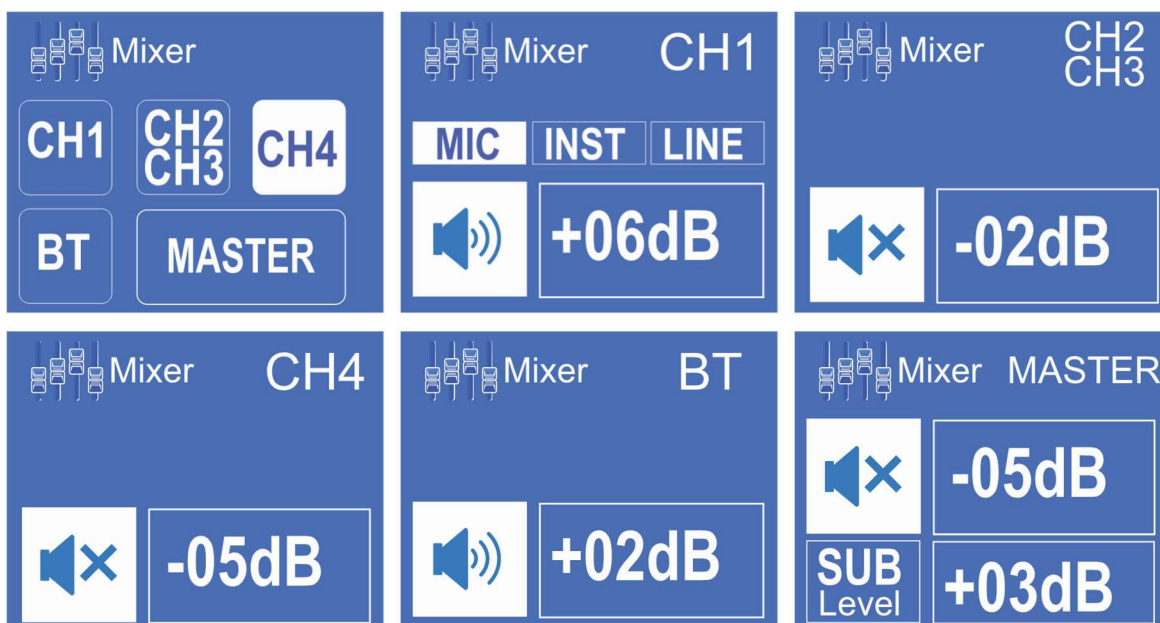 Mixer
CH1
CH2
CH3
CH4
BT
MASTER
Mixer
CH1
MIC
INST
LINE
+06dB
Mixer
CH2
CH3
-02dB
Mixer
CH4
-05dB
Mixer
BT
+02dB
Mixer
MASTER
-05dB
SUB
Level
+03dB